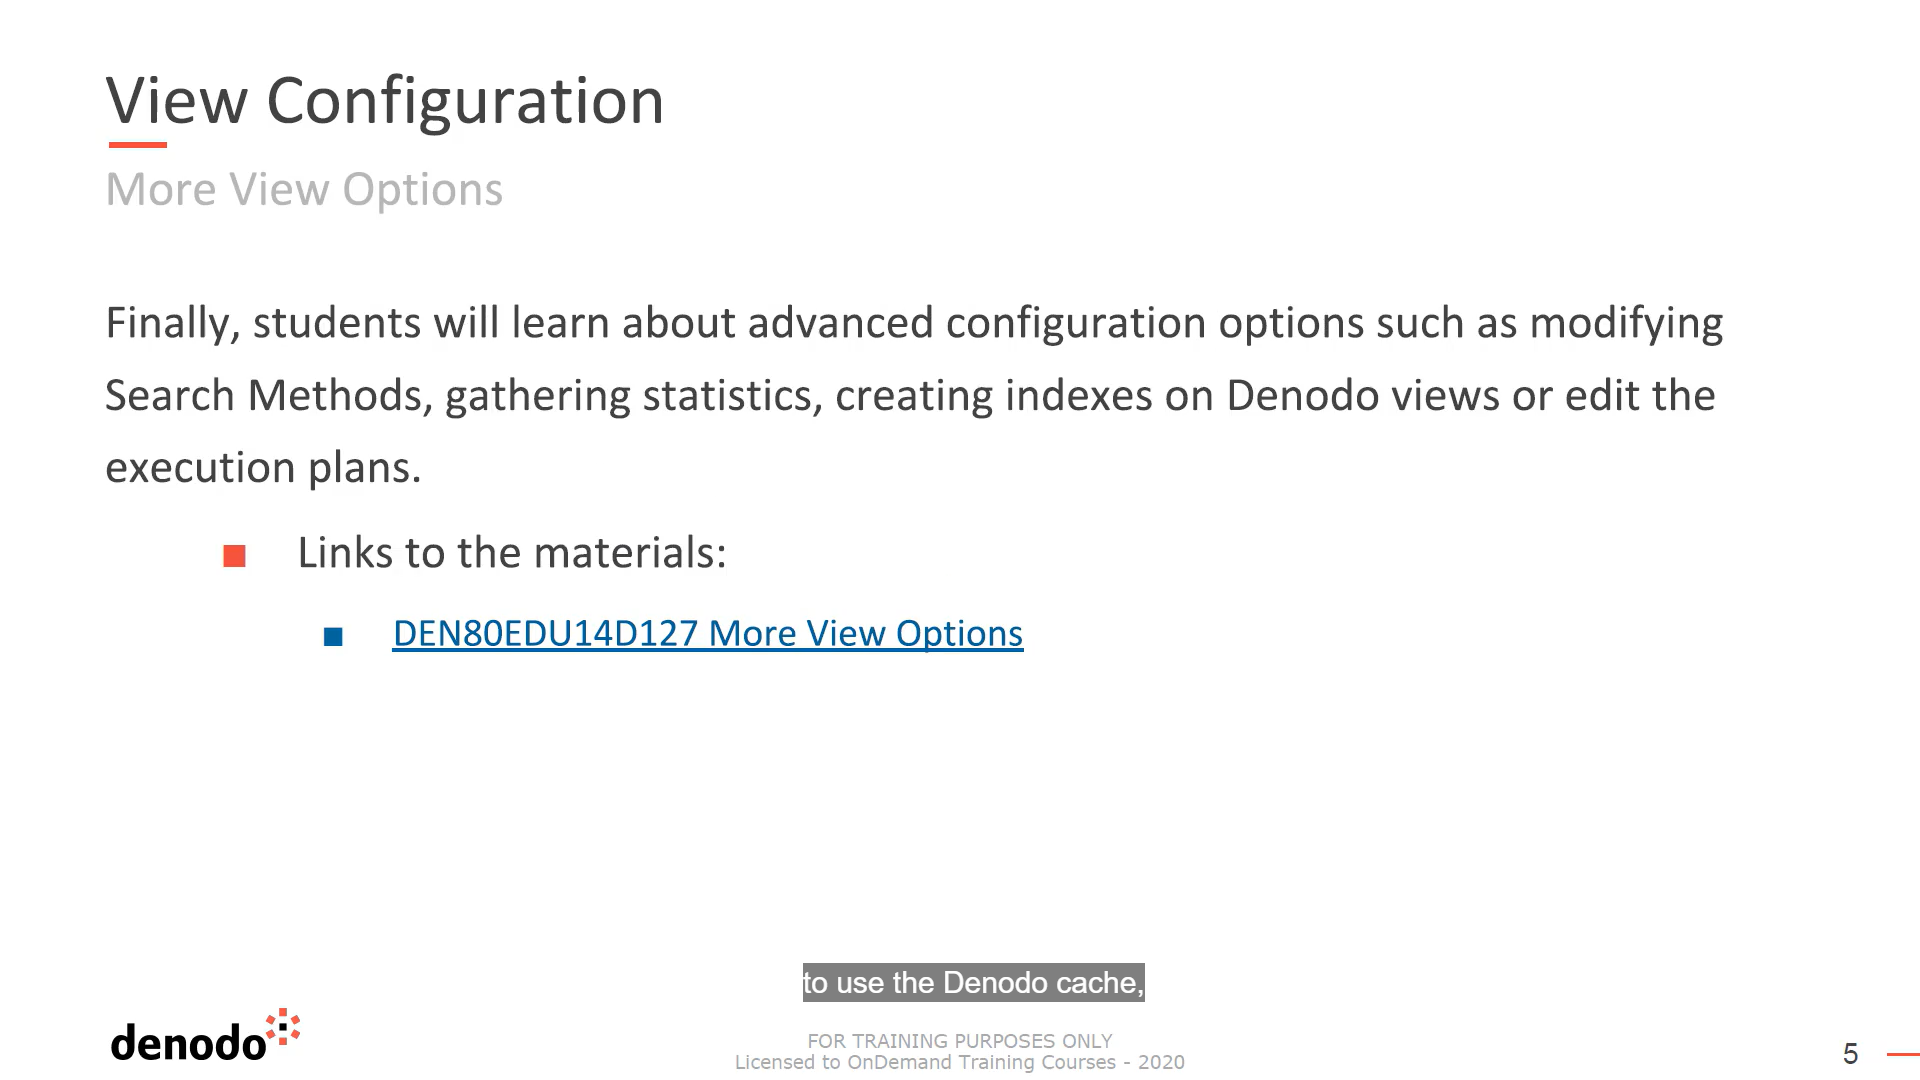 View Configuration
More View Options
Finally, students will learn about advanced configuration options such as modifying
Search Methods, gathering statistics, creating indexes on Denodo views or edit the
execution plans.
Links to the materials:
DEN80EDU14D127 More View Options
to use the Denodo cache,
denodo
FOR TRAINING PURPOSES ONLY
Licensed to OnDemand Training Courses - 2020
5